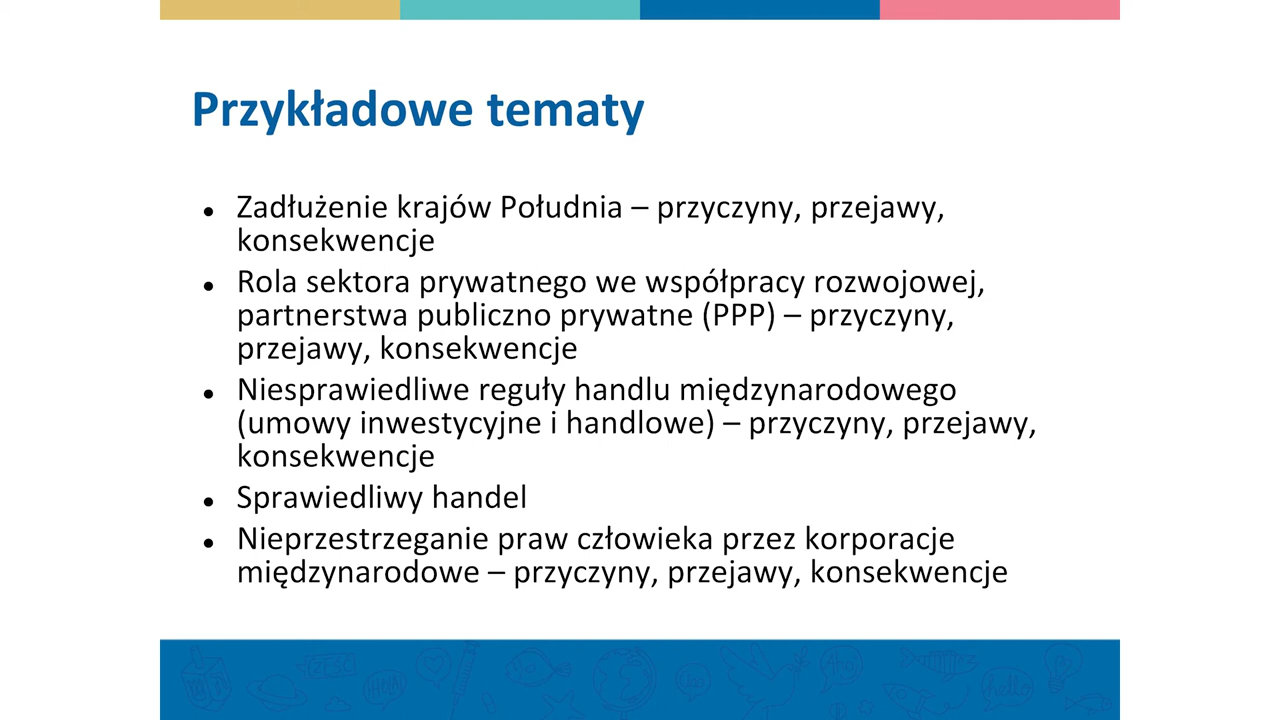 Przykładowe tematy
● Zadłużenie krajów Południa – przyczyny, przejawy,
konsekwencje
● Rola sektora prywatnego we współpracy rozwojowej,
partnerstwa publiczno prywatne (PPP) – przyczyny,
przejawy, konsekwencje
● Niesprawiedliwe reguły handlu międzynarodowego
(umowy inwestycyjne i handlowe) – przyczyny, przejawy,
konsekwencje
● Sprawiedliwy handel
● Nieprzestrzeganie praw człowieka przez korporacje
międzynarodowe – przyczyny, przejawy, konsekwencje
hello